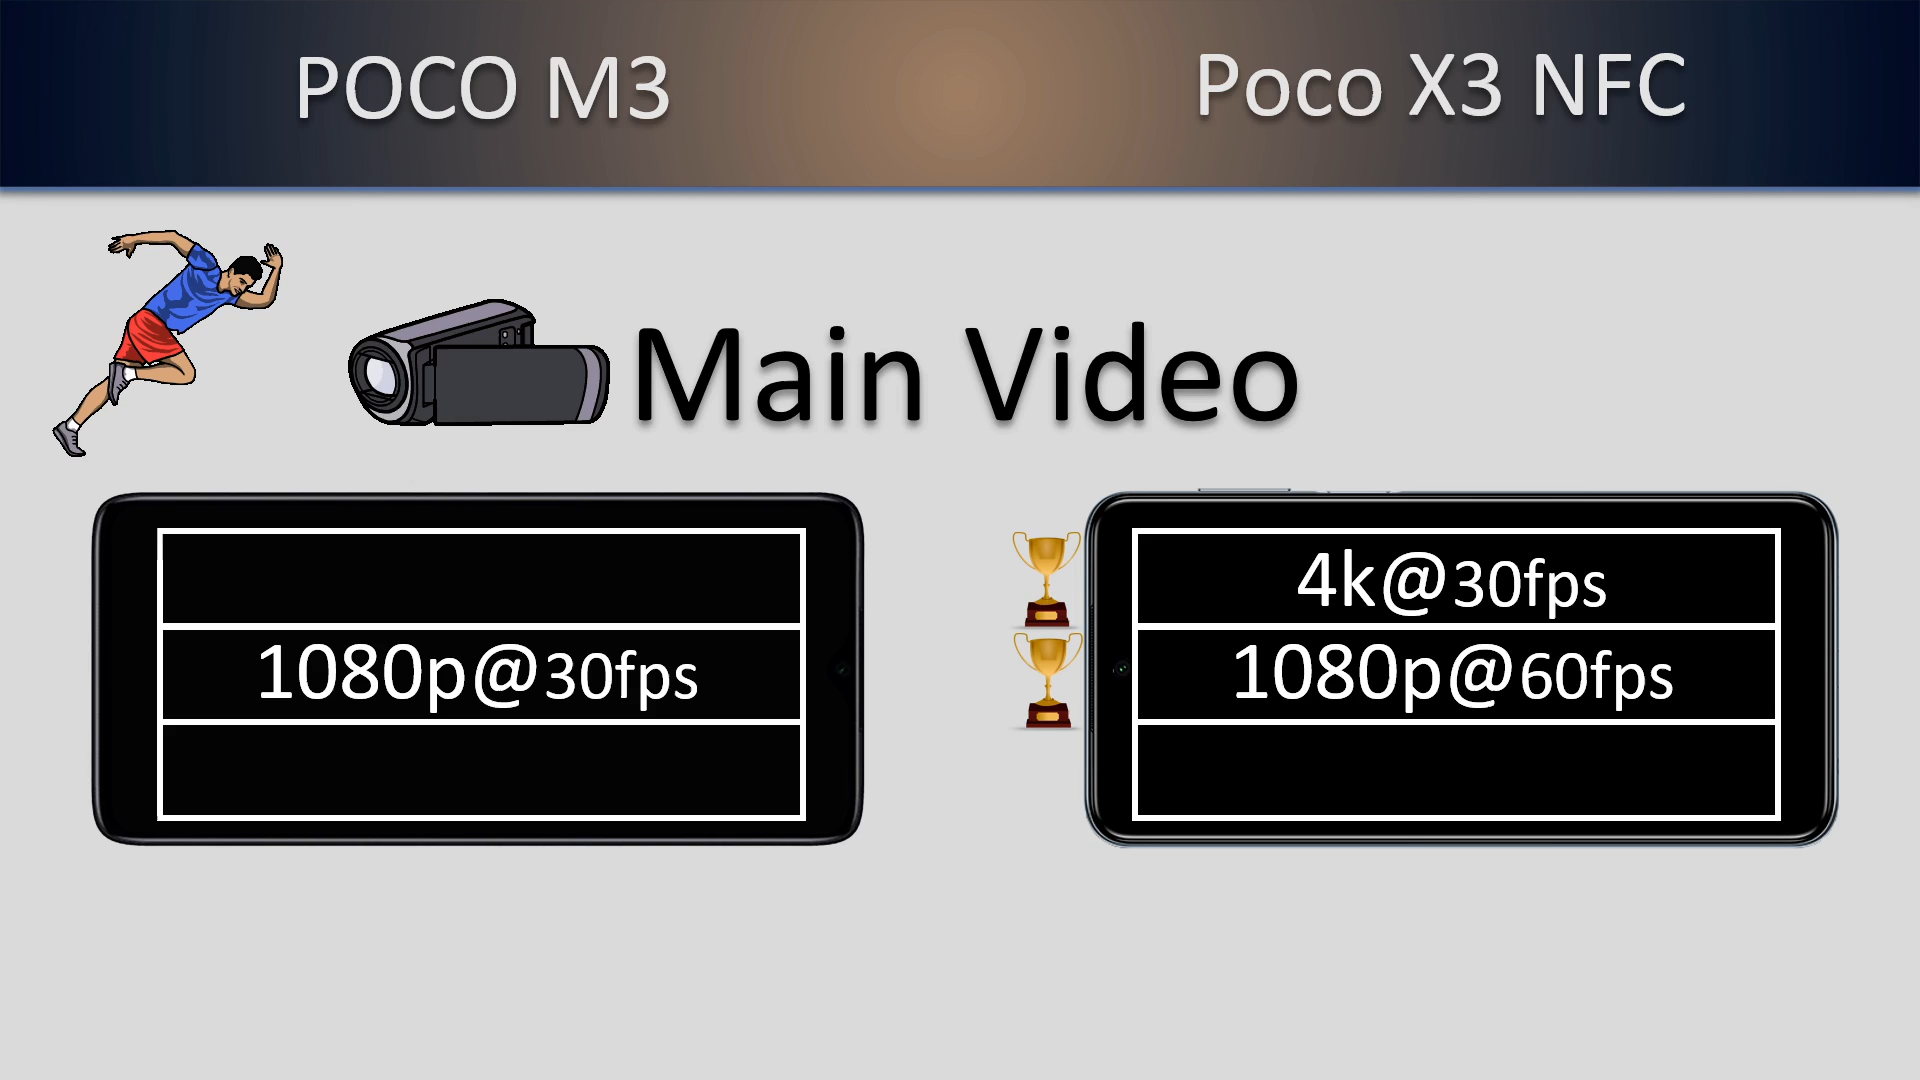 POCO M3
Poco X3 NFC
Main Video
4k@30fps
1080p@30fps
1080p@60fps